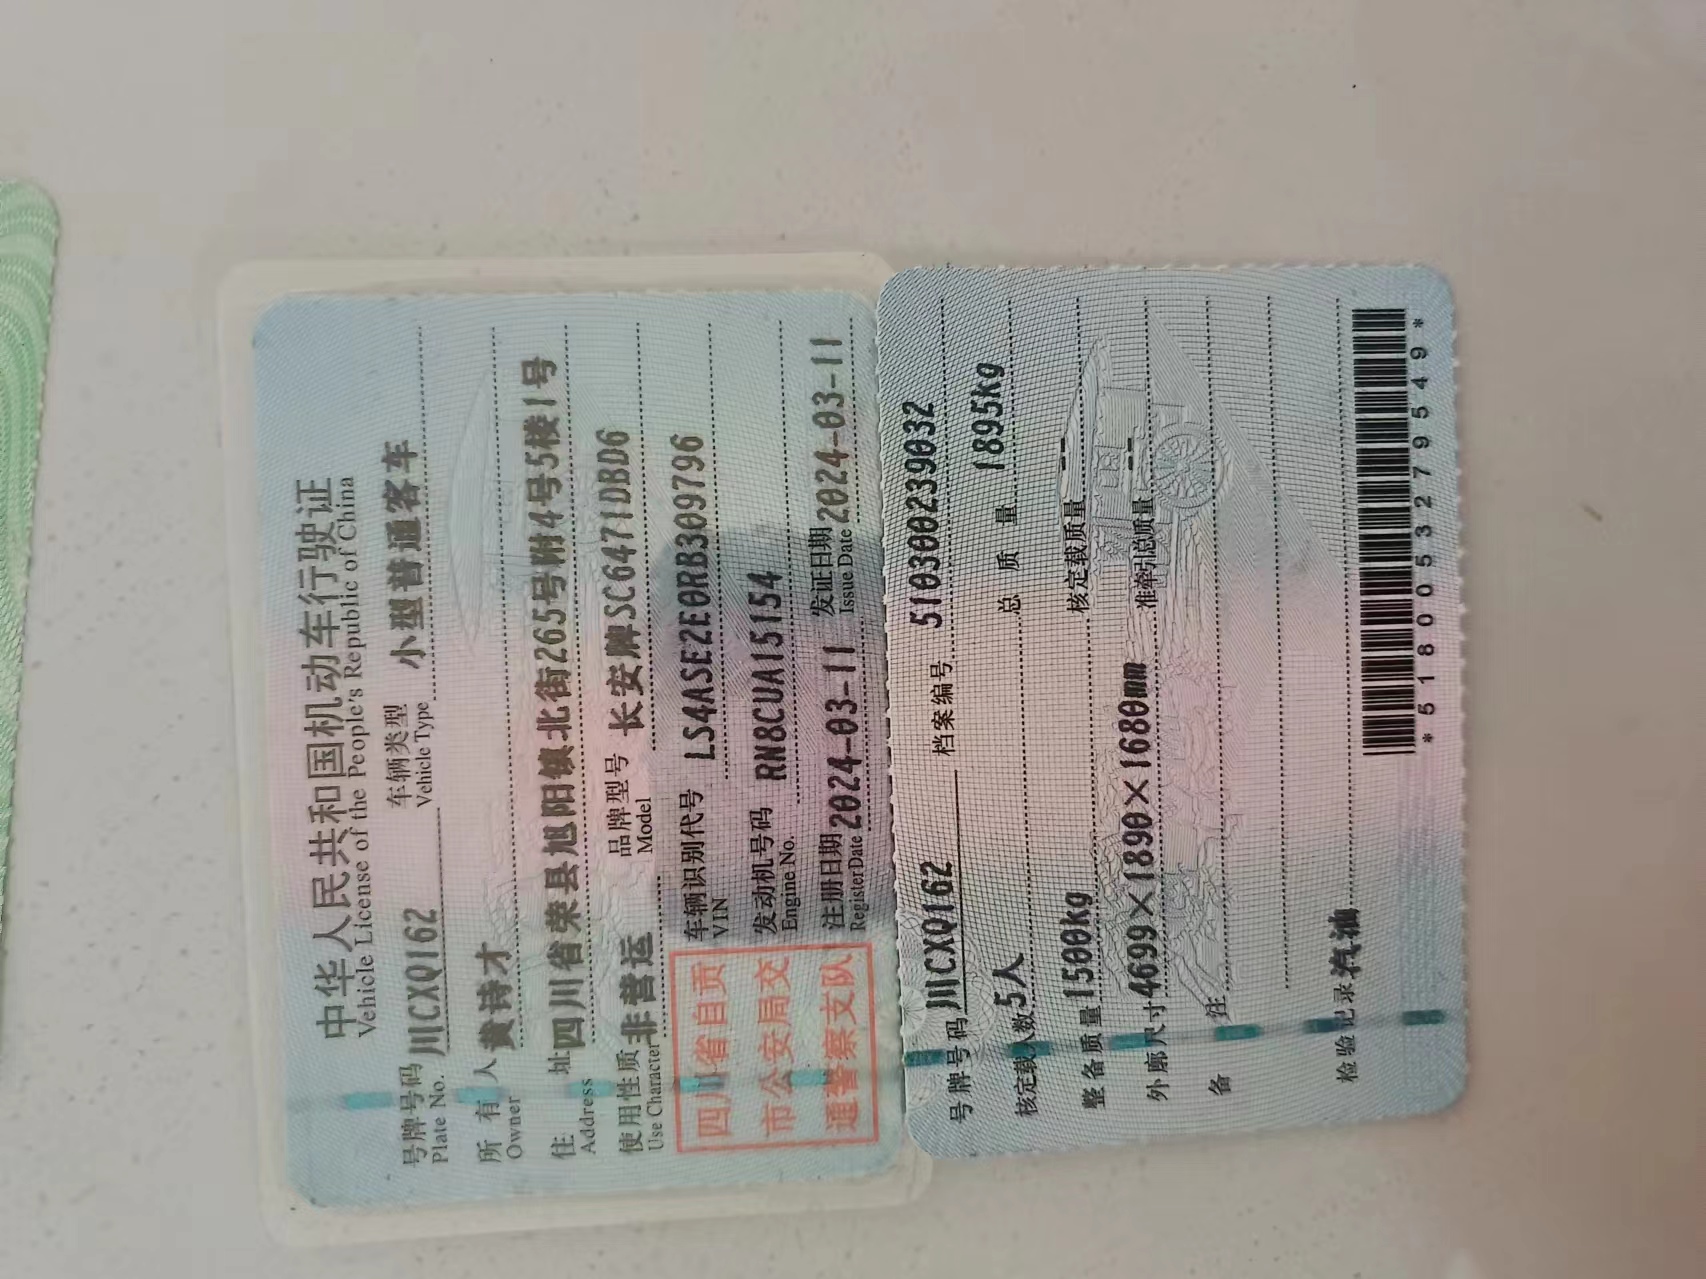 中华人民共和国机动车行驶证
Vehicle License of the People's Republic of China
号牌号码 川CXQ162 车辆类型 小型普通客车
Plate No. Vehicle Type
所有人 黄诗才
Owner
住址 四川省荣县旭阳镇北街265号附4号5楼1号
Address
使用性质 非营运 品牌型号 长安牌SC6471DBD6
Use Character Model
四川省自贡
市公安局交
通警察支队
车辆识别代号 LS4ASE2E0RB309796
VIN
发动机号码 RN8CUA15154
Engine No.
注册日期 2024-03-11 发证日期 2024-03-11
Register Date Issue Date
号牌号码 川CXQ162 档案编号 510300239032
核定载人数 5人 总质量 1895kg
整备质量 1500kg 核定载质量 --
外廓尺寸 4699×1890×1680mm 准牵引总质量 --
备注
检验记录 汽油
*5180053279549*